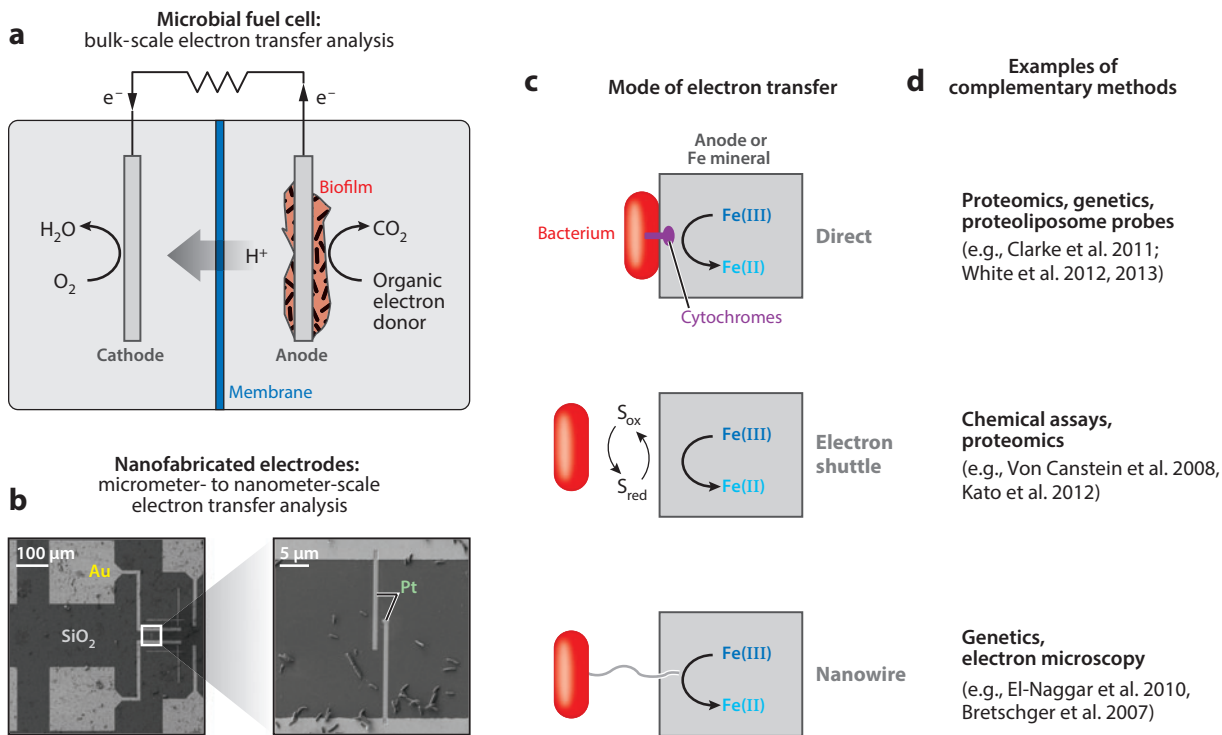 a
Microbial fuel cell:
bulk-scale electron transfer analysis
e⁻
e⁻
Biofilm
H₂O
O₂
H⁺
CO₂
Organic
electron
donor
Cathode
Anode
Membrane
b
Nanofabricated electrodes:
micrometer- to nanometer-scale
electron transfer analysis
100 µm
Au
SiO₂
5 µm
Pt
c
Mode of electron transfer
Anode or
Fe mineral
Bacterium
Fe(III)
Fe(II)
Direct
Cytochromes
Sox
Sred
Fe(III)
Fe(II)
Electron
shuttle
Fe(III)
Fe(II)
Nanowire
d
Examples of
complementary methods
Proteomics, genetics,
proteoliposome probes
(e.g., Clarke et al. 2011;
White et al. 2012, 2013)
Chemical assays,
proteomics
(e.g., Von Canstein et al. 2008,
Kato et al. 2012)
Genetics,
electron microscopy
(e.g., El-Naggar et al. 2010,
Bretschger et al. 2007)